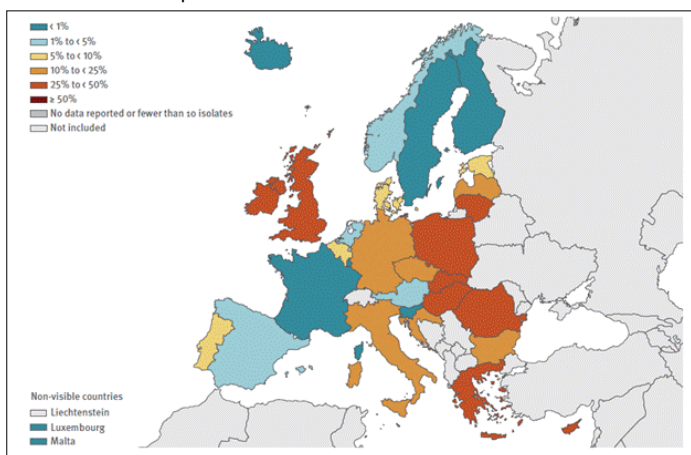 < 1%
1% to < 5%
5% to < 10%
10% to < 25%
25% to < 50%
≥ 50%
No data reported or fewer than 10 isolates
Not included
Non-visible countries
Liechtenstein
Luxembourg
Malta